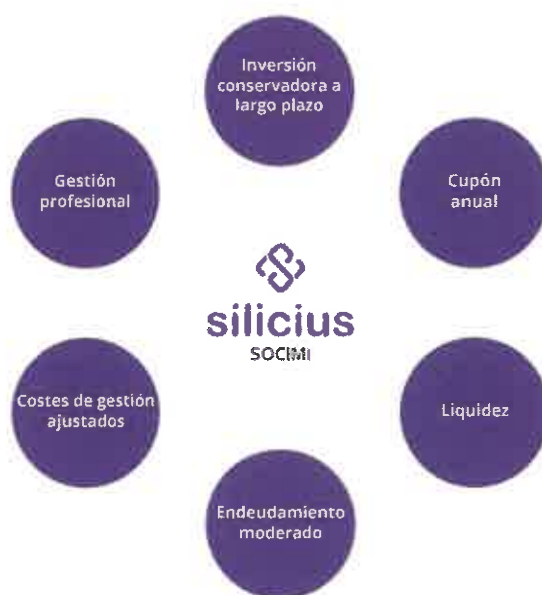 Inversión
conservadora a
largo plazo
Gestión
profesional
Cupón
anual
silicius
SOCIMI
Costes de gestión
ajustados
Liquidez
Endeudamiento
moderado